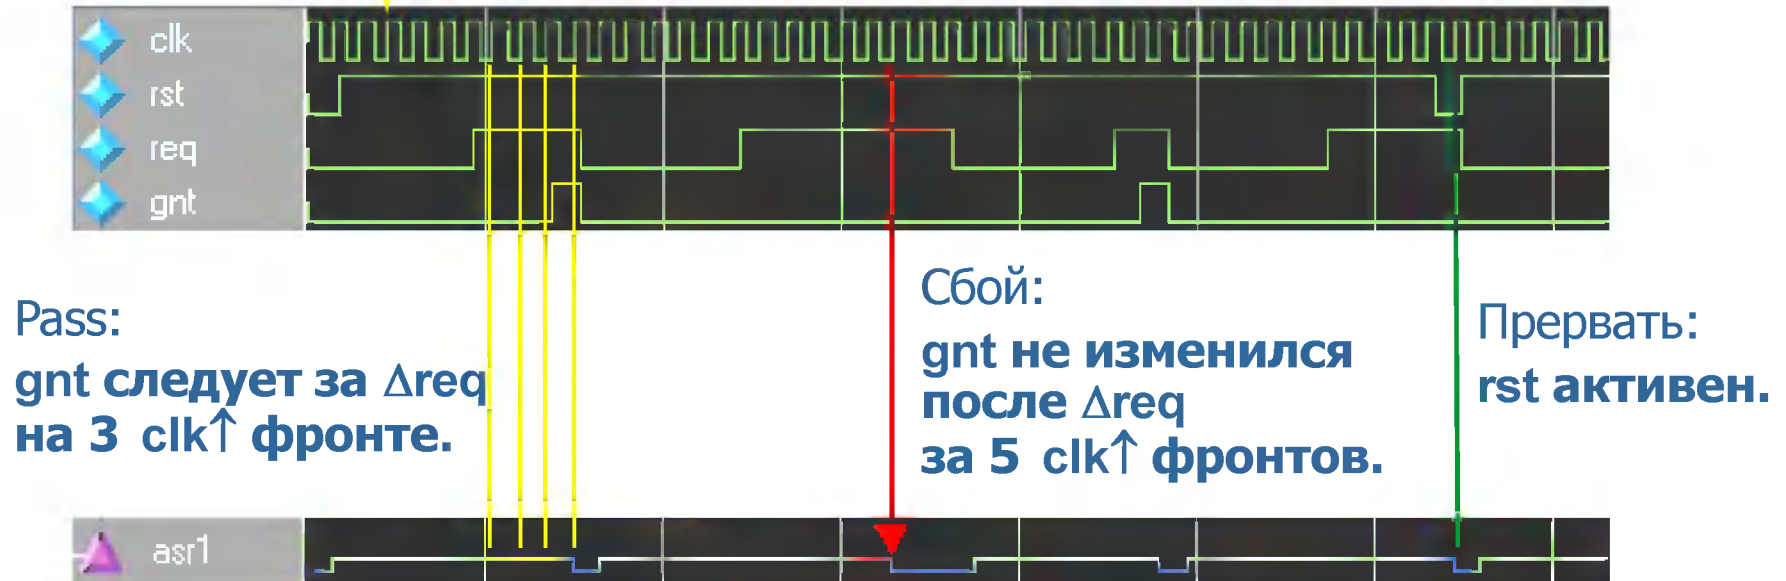 clk
rst
req
gnt
Pass:
gnt следует за Δreq
на 3 clk↑ фронте.
Сбой:
gnt не изменился
после Δreq
за 5 clk↑ фронтов.
Прервать:
rst активен.
asr1